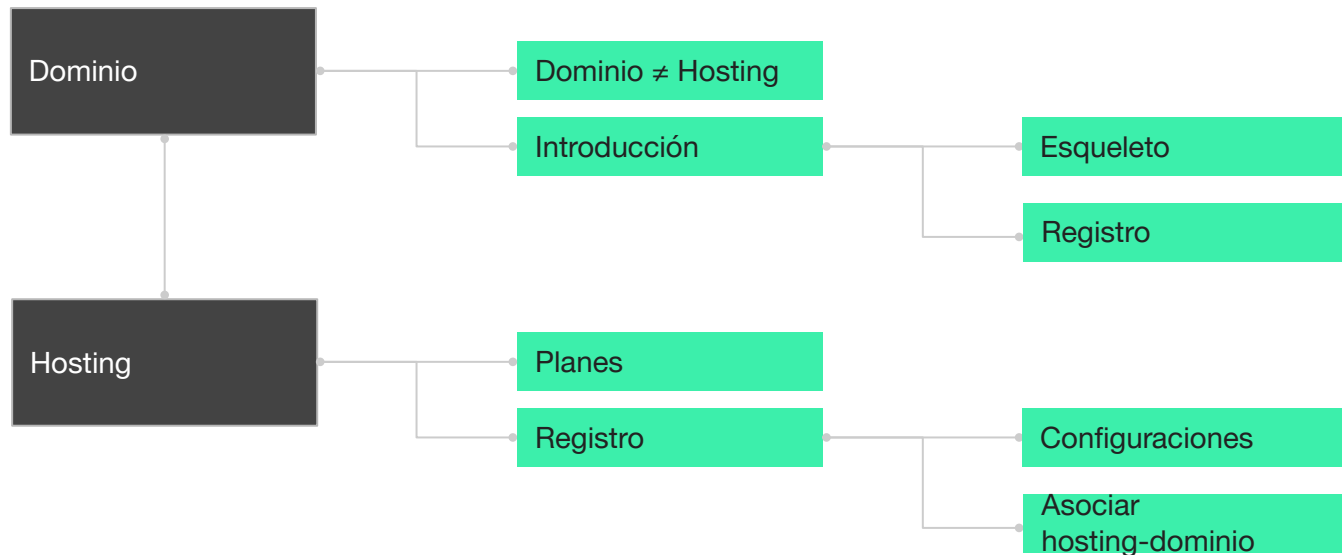 Dominio
Dominio ≠ Hosting
Introducción
Esqueleto
Registro
Hosting
Planes
Registro
Configuraciones
Asociar
hosting-dominio